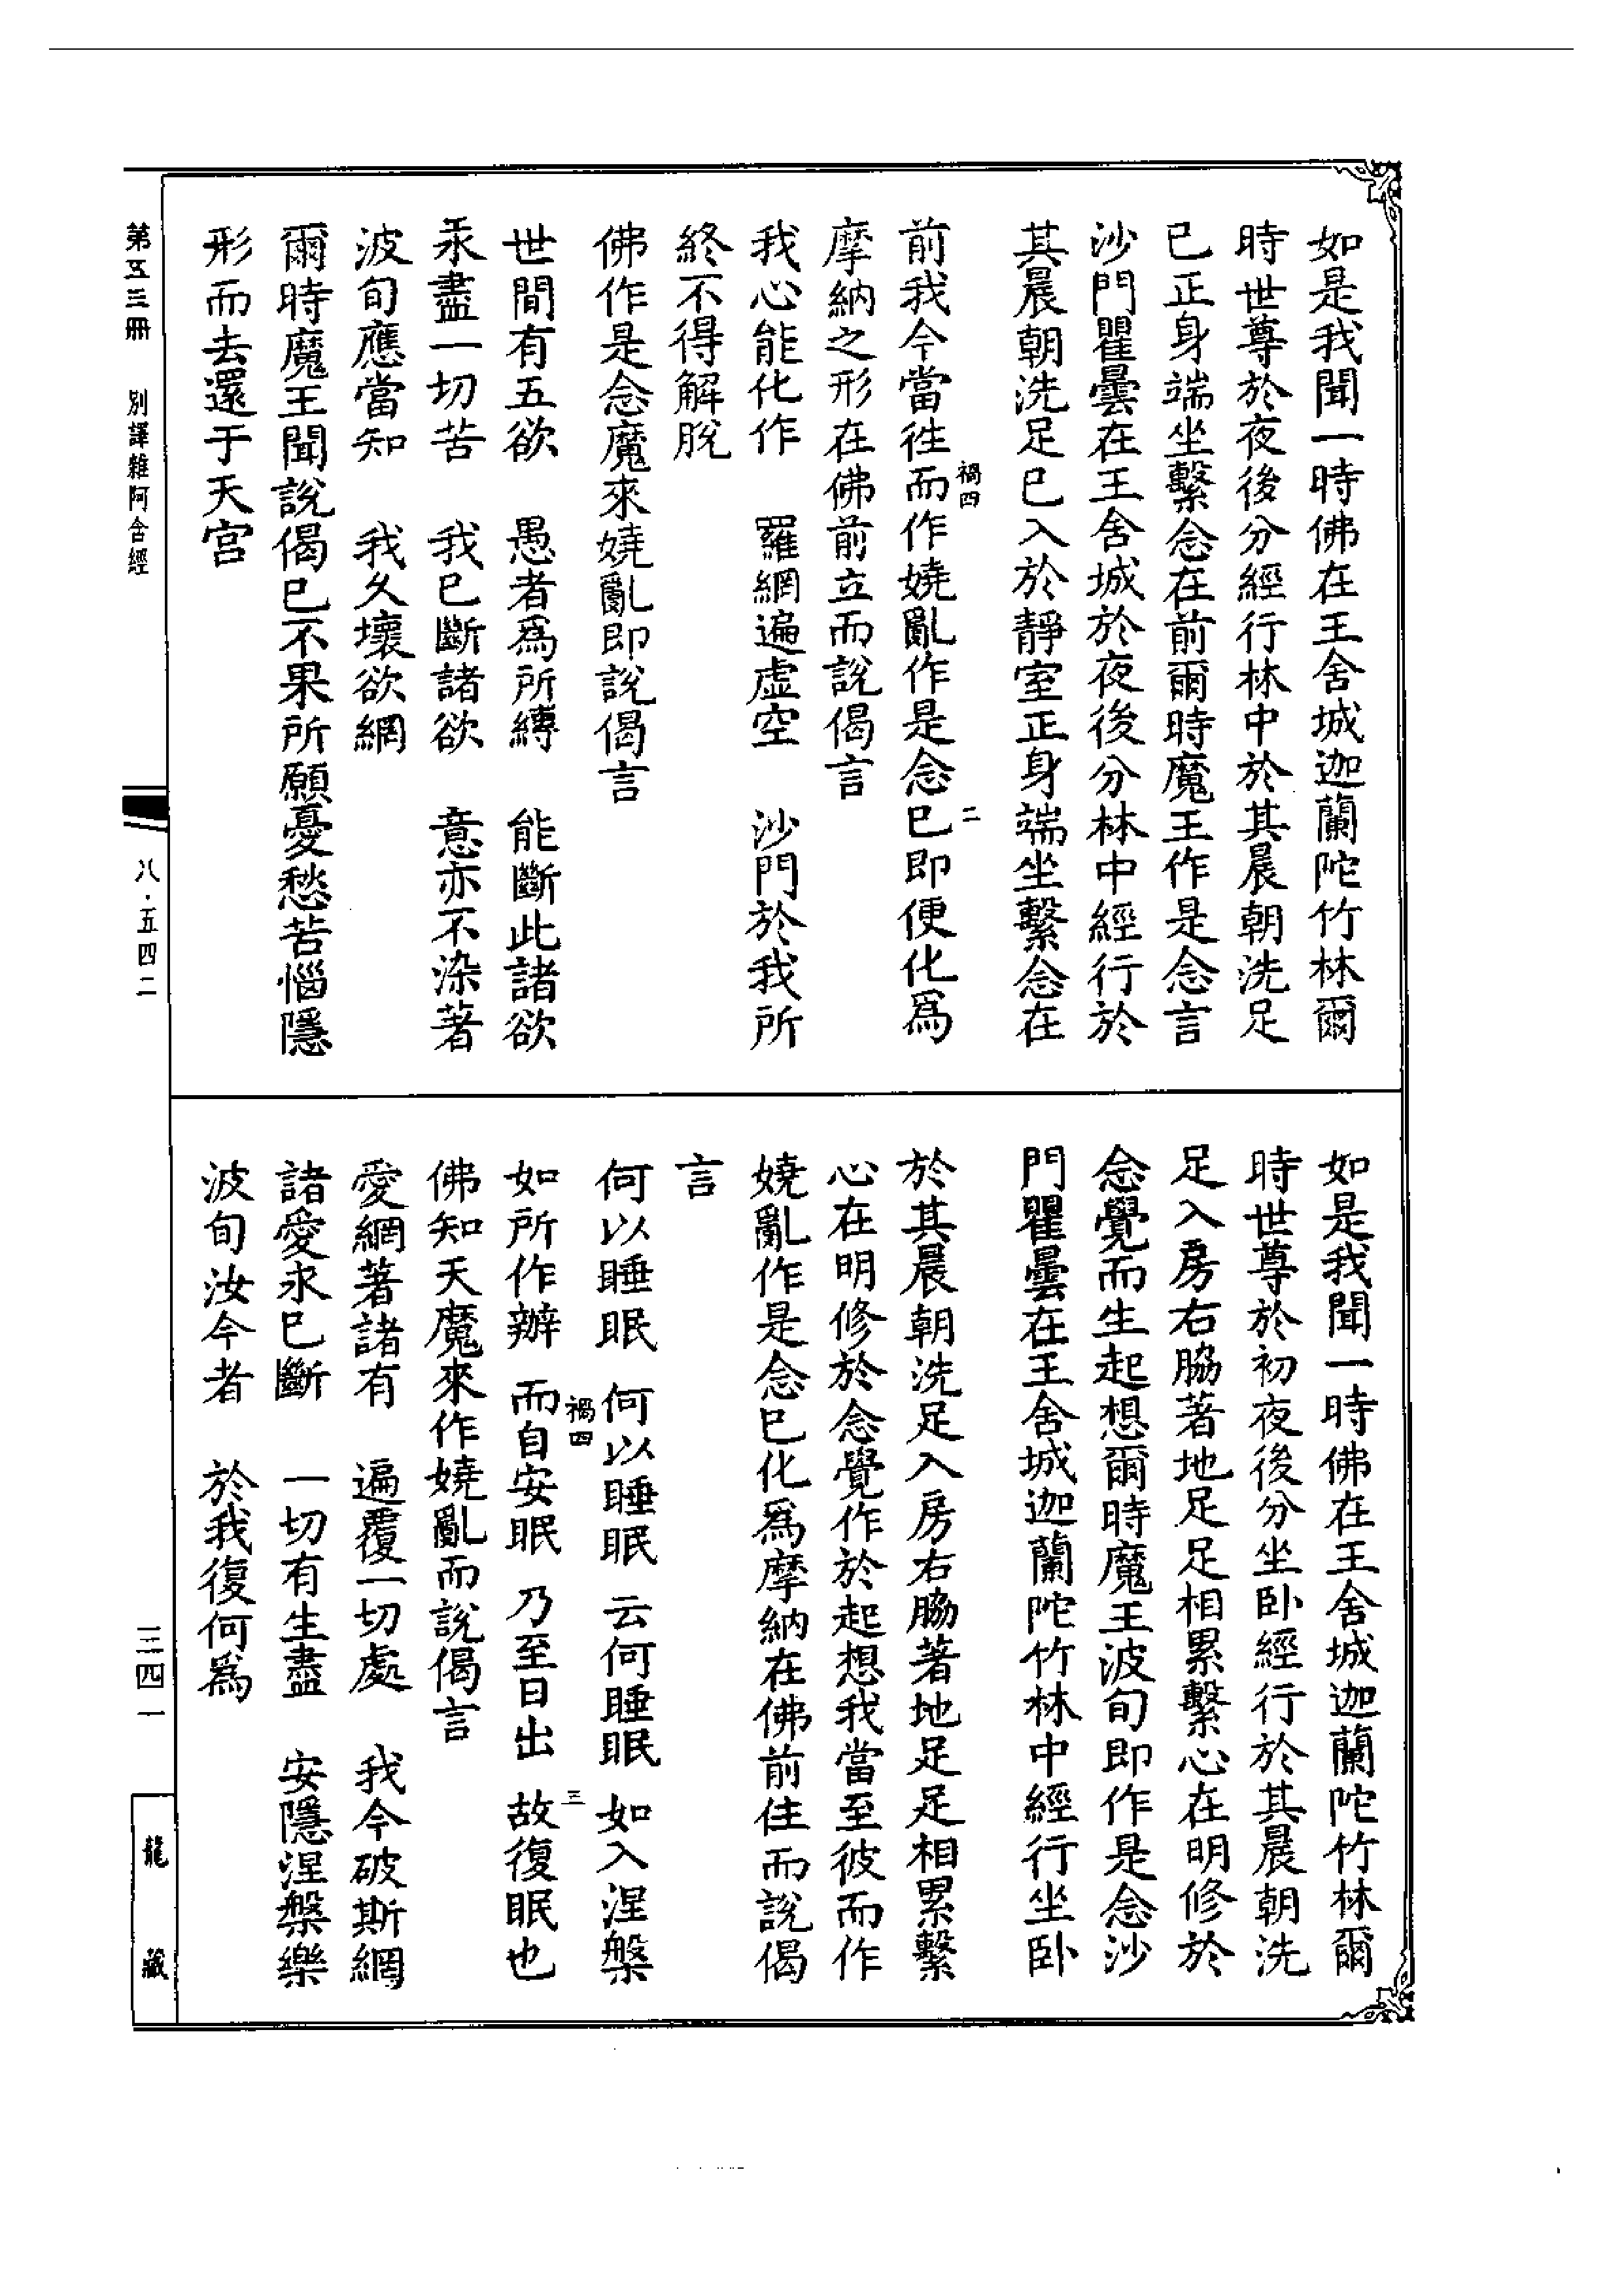 如是我聞一時佛在王舍城迦蘭陀竹林爾
時世尊於夜後分經行林中於其晨朝洗足
已正身端坐繫念在前爾時魔王作是念言
沙門瞿曇在王舍城於夜後分林中經行於
其晨朝洗足已入於靜室正身端坐繫念在
禍四
二
前我今當徃而作嬈亂作是念已即便化爲
摩納之形在佛前立而說偈言
我心能化作　羅網遍虛空　沙門於我所
終不得解脫
佛作是念魔來嬈亂即說偈言
世間有五欲　愚者爲所縛　能斷此諸欲
永盡一切苦　我已斷諸欲　意亦不染著
波旬應當知　我久壞欲網
爾時魔王聞說偈已不果所願憂愁苦惱隱
形而去還于天宮
如是我聞一時佛在王舍城迦蘭陀竹林爾
時世尊於初夜後分坐卧經行於其晨朝洗
足入房右脇著地足足相累繫心在明修於
念覺而生起想爾時魔王波旬即作是念沙
門瞿曇在王舍城迦蘭陀竹林中經行坐卧
於其晨朝洗足入房右脇著地足足相累繫
心在明修於念覺作於起想我當至彼而作
嬈亂作是念已化爲摩納在佛前住而說偈
言
何以睡眠　何以睡眠　云何睡眠　如入涅槃
禍四
三
如所作辦　而自安眠　乃至日出　故復眠也
佛知天魔來作嬈亂而說偈言
愛網著諸有　遍覆一切處　我今破斯網
諸愛永已斷　一切有生盡　安隱涅槃樂
波旬汝今者　於我復何爲
第五三冊　別譯雜阿含經
八·五四二
三四一
龍藏